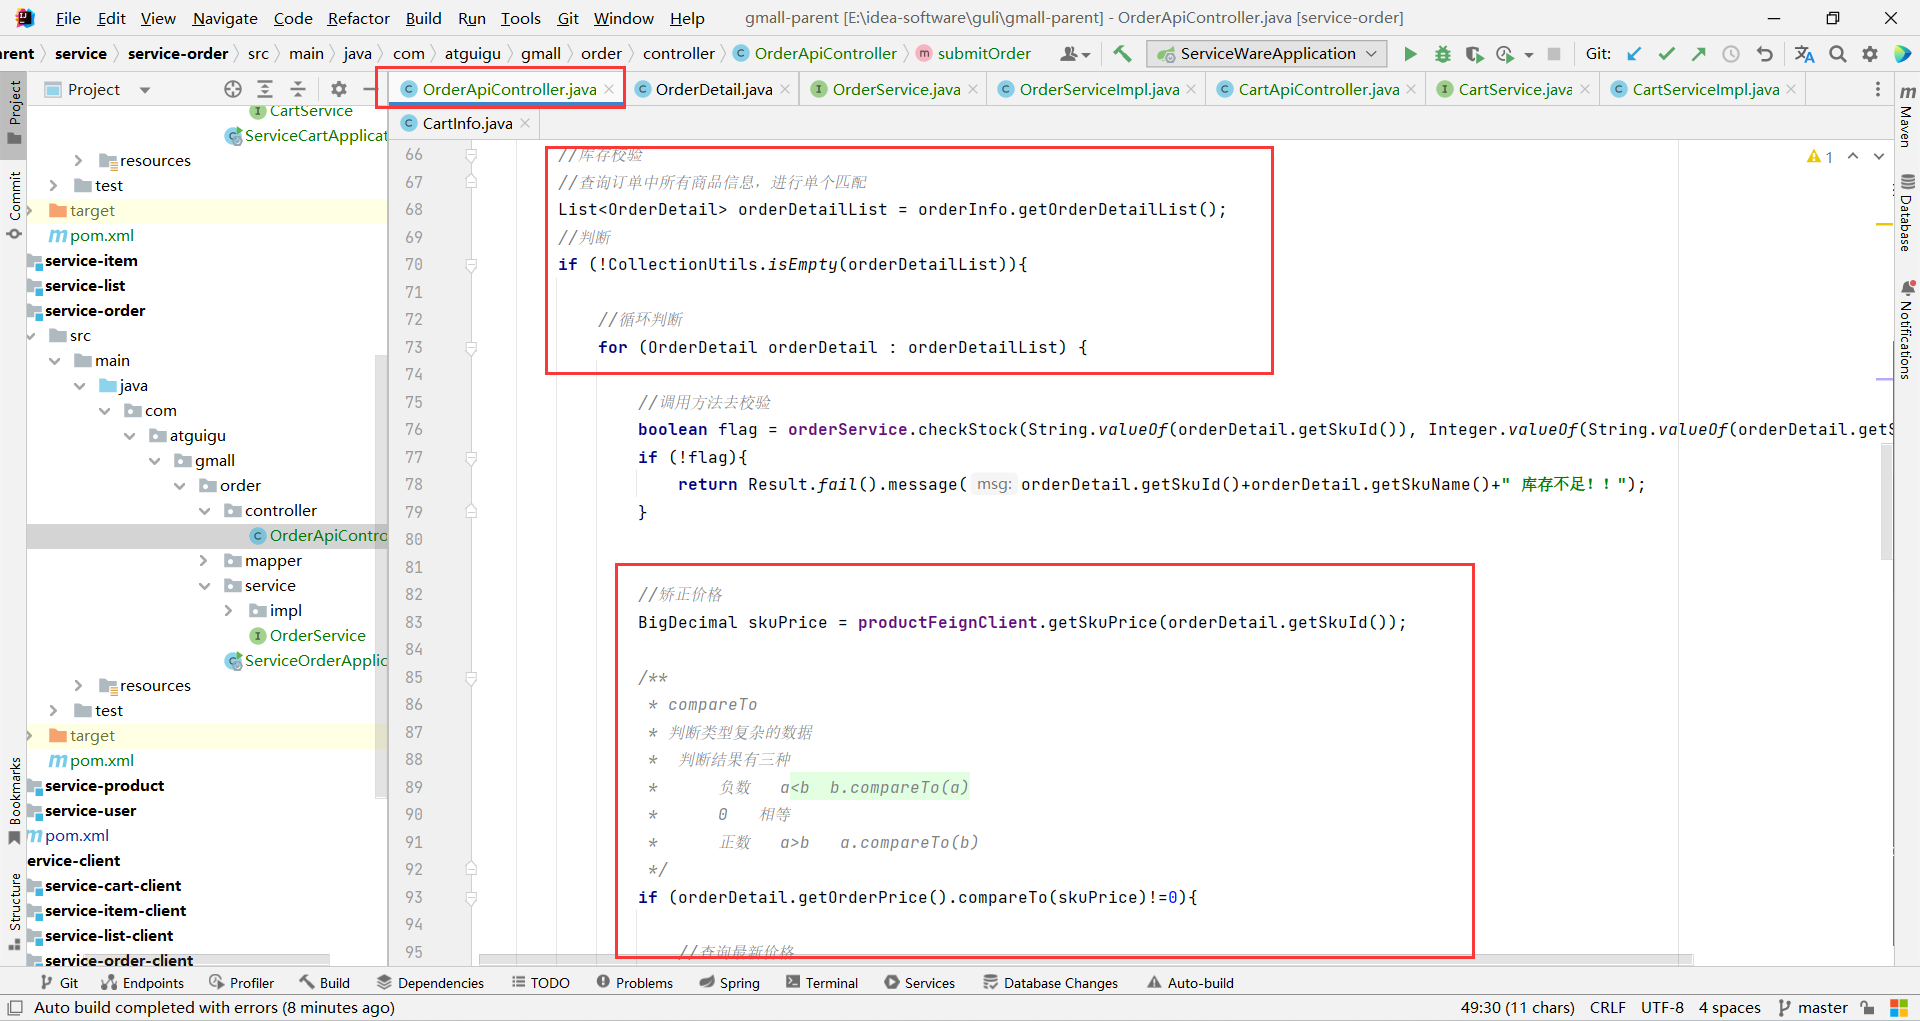 File Edit View Navigate Code Refactor Build Run Tools Git Window Help gmall-parent [E:\idea-software\guli\gmall-parent] - OrderApiController.java [service-order]
arent service service-order src main java com atguigu gmall order controller OrderApiController submitOrder ServiceWareApplication Git:
Project OrderApiController.java OrderDetail.java OrderService.java OrderServiceImpl.java CartApiController.java CartService.java CartServiceImpl.java
CartInfo.java
Project
Commit
Bookmarks
Structure
CartService
ServiceCartApplicat
resources
test
target
pom.xml
service-item
service-list
service-order
src
main
java
com
atguigu
gmall
order
controller
OrderApiContro
mapper
service
impl
OrderService
ServiceOrderApplic
resources
test
target
pom.xml
service-product
service-user
pom.xml
ervice-client
service-cart-client
service-item-client
service-list-client
service-order-client
66 //库存校验
67 //查询订单中所有商品信息，进行单个匹配
68 List<OrderDetail> orderDetailList = orderInfo.getOrderDetailList();
69 //判断
70 if (!CollectionUtils.isEmpty(orderDetailList)){
71
72 //循环判断
73 for (OrderDetail orderDetail : orderDetailList) {
74
75 //调用方法去校验
76 boolean flag = orderService.checkStock(String.valueOf(orderDetail.getSkuId()), Integer.valueOf(String.valueOf(orderDetail.getS
77 if (!flag){
78 return Result.fail().message( msg: orderDetail.getSkuId()+orderDetail.getSkuName()+" 库存不足！！");
79 }
80
81
82 //矫正价格
83 BigDecimal skuPrice = productFeignClient.getSkuPrice(orderDetail.getSkuId());
84
85 /**
86 * compareTo
87 * 判断类型复杂的数据
88 * 判断结果有三种
89 * 负数 a<b b.compareTo(a)
90 * 0 相等
91 * 正数 a>b a.compareTo(b)
92 */
93 if (orderDetail.getOrderPrice().compareTo(skuPrice)!=0){
94
95 //查询最新价格
1
Maven
Database
Notifications
Git Endpoints Profiler Build Dependencies TODO Problems Spring Terminal Services Database Changes Auto-build
Auto build completed with errors (8 minutes ago) 49:30 (11 chars) CRLF UTF-8 4 spaces master